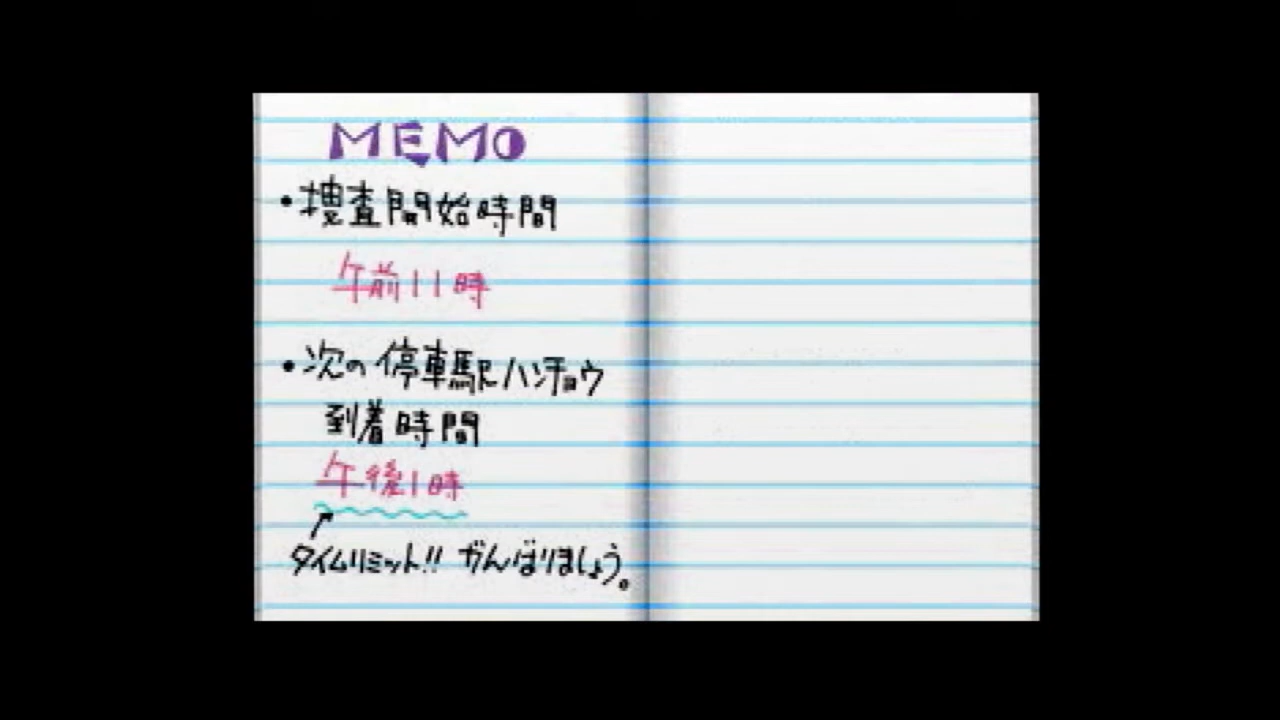 MEMO
・捜査開始時間
午前11時
・次の停車駅ハンチョウ
到着時間
午後1時
タイムリミット!! がんばりましょう。